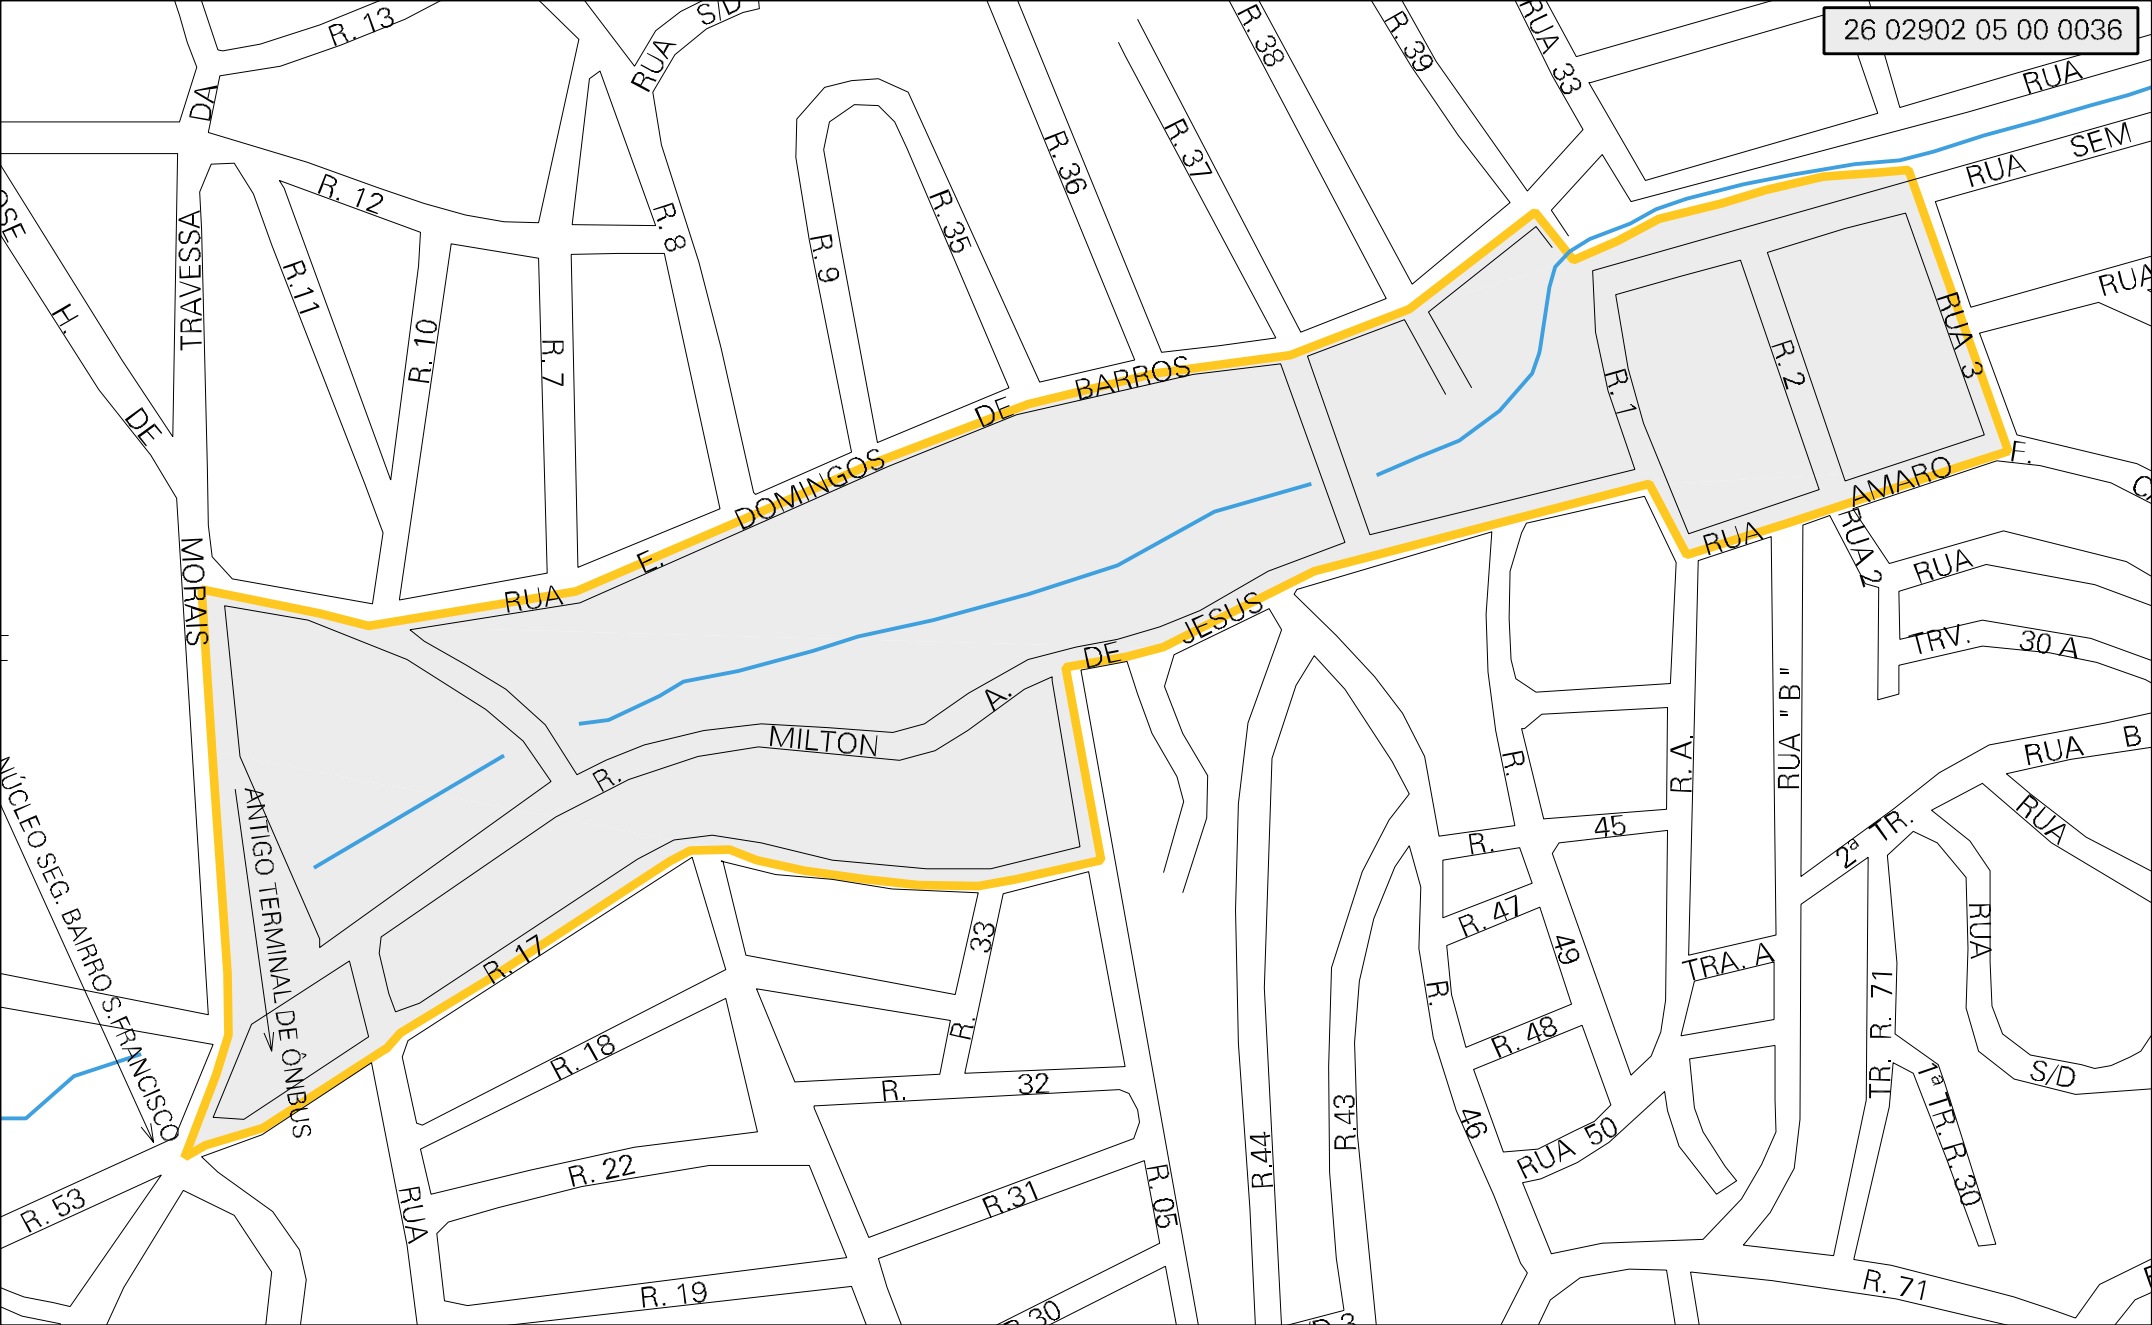 26 02902 05 00 0036
R. 13
RUA
S/D
R. 38
R. 39
RUA 33
RUA
DA
RUA SEM
R. 12
R. 8
R. 36
R. 37
R. 35
R. 9
TRAVESSA
R.11
R. 10
R. 7
H. DE
MORAIS
RUA E. DOMINGOS DE BARROS
R. 1
R. 2
RUA 3
RUA
RUA AMARO F.
RUA 2
RUA
TRV. 30 A
R. MILTON A. DE JESUS
RUA "B"
R. A.
R.
RUA B
RUA
2ª TR.
R. 45
R. 47
49
R. 48
R. 46
RUA 50
TRA. A
RUA
S/D
TR. R. 71
1ª TR. R. 30
R. 71
NÚCLEO SEG. BAIRRO S.FRANCISCO
ANTIGO TERMINAL DE ÔNIBUS
R. 17
R. 33
R. 18
R. 32
R. 22
R.31
R. 05
R.44
R.43
R. 53
RUA
R. 19
R. 30